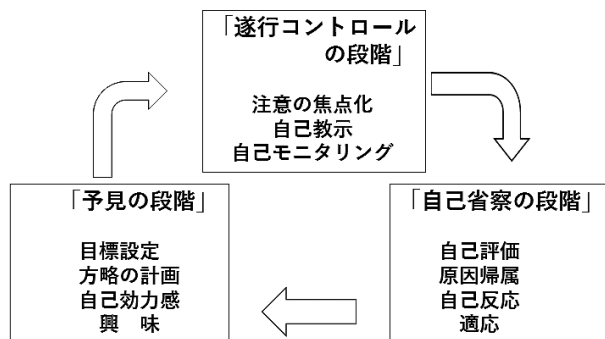 「遂行コントロール
の段階」
注意の焦点化
自己教示
自己モニタリング
「予見の段階」
目標設定
方略の計画
自己効力感
興　味
「自己省察の段階」
自己評価
原因帰属
自己反応
適応